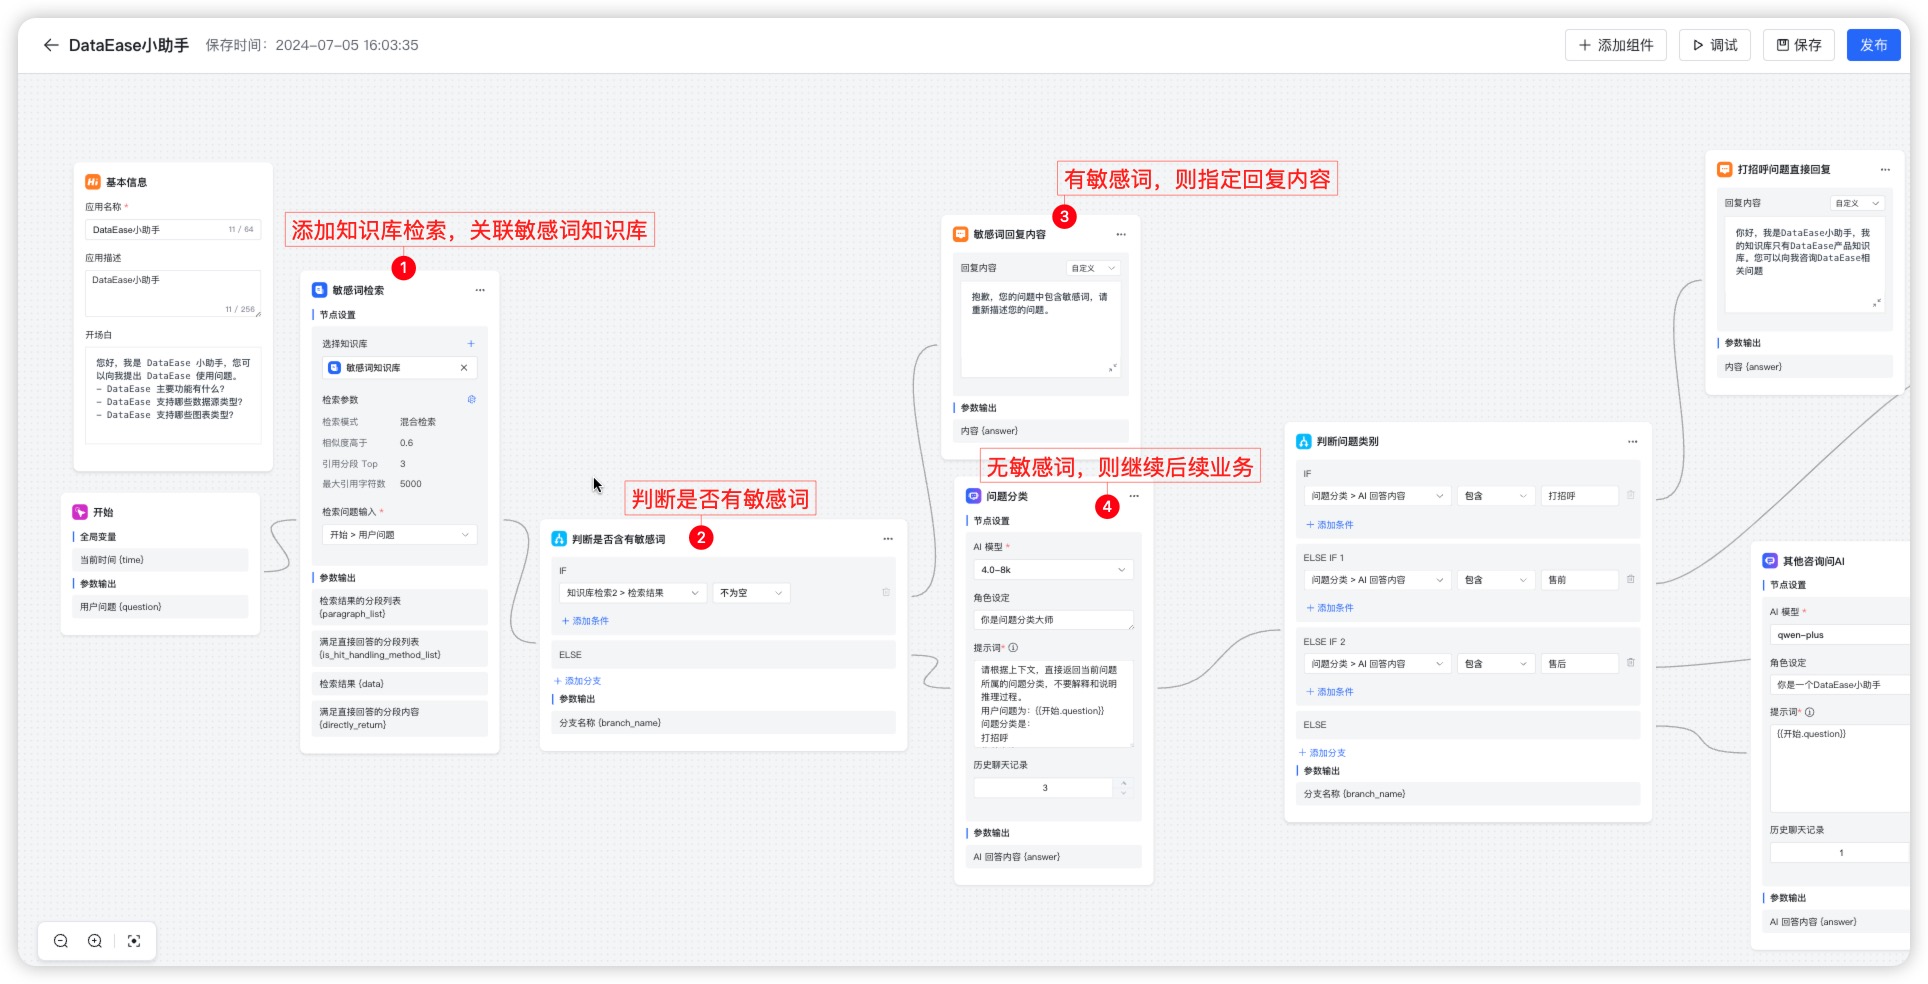 DataEase小助手
保存时间：2024-07-05 16:03:35
添加组件
调试
保存
发布
基本信息
应用名称 *
DataEase小助手
11 / 64
应用描述
DataEase小助手
11 / 256
开场白
您好，我是 DataEase 小助手，您可
以向我提出 DataEase 使用问题。
- DataEase 主要功能有什么？
- DataEase 支持哪些数据源类型？
- DataEase 支持哪些图表类型？
开始
全局变量
当前时间 {time}
参数输出
用户问题 {question}
添加知识库检索，关联敏感词知识库
1
敏感词检索
节点设置
选择知识库
敏感词知识库
检索参数
检索模式 混合检索
相似度高于 0.6
引用分段 Top 3
最大引用字符数 5000
检索问题输入 *
开始 > 用户问题
参数输出
检索结果的分段列表
{paragraph_list}
满足直接回答的分段列表
{is_hit_handling_method_list}
检索结果 {data}
满足直接回答的分段内容
{directly_return}
判断是否有敏感词
2
判断是否含有敏感词
IF
知识库检索2 > 检索结果
不为空
+ 添加条件
ELSE
+ 添加分支
参数输出
分支名称 {branch_name}
有敏感词，则指定回复内容
3
敏感词回复内容
回复内容
自定义
抱歉，您的问题中包含敏感词，请
重新描述您的问题。
参数输出
内容 {answer}
无敏感词，则继续后续业务
4
问题分类
节点设置
AI 模型 *
4.0-8k
角色设定
你是问题分类大师
提示词*
请根据上下文，直接返回当前问题
所属的问题分类，不要解释和说明
推理过程。
用户问题为：{{开始.question}}
问题分类是：
打招呼
历史聊天记录
3
参数输出
AI 回答内容 {answer}
判断问题类别
IF
问题分类 > AI 回答内容
包含
打招呼
+ 添加条件
ELSE IF 1
问题分类 > AI 回答内容
包含
售前
+ 添加条件
ELSE IF 2
问题分类 > AI 回答内容
包含
售后
+ 添加条件
ELSE
+ 添加分支
参数输出
分支名称 {branch_name}
打招呼问题直接回复
回复内容
自定义
你好，我是DataEase小助手，我
的知识库只有DataEase产品知识
库，您可以向我咨询DataEase相
关问题
参数输出
内容 {answer}
其他咨询问AI
节点设置
AI 模型 *
qwen-plus
角色设定
你是一个DataEase小助手
提示词*
{{开始.question}}
历史聊天记录
1
参数输出
AI 回答内容 {answer}